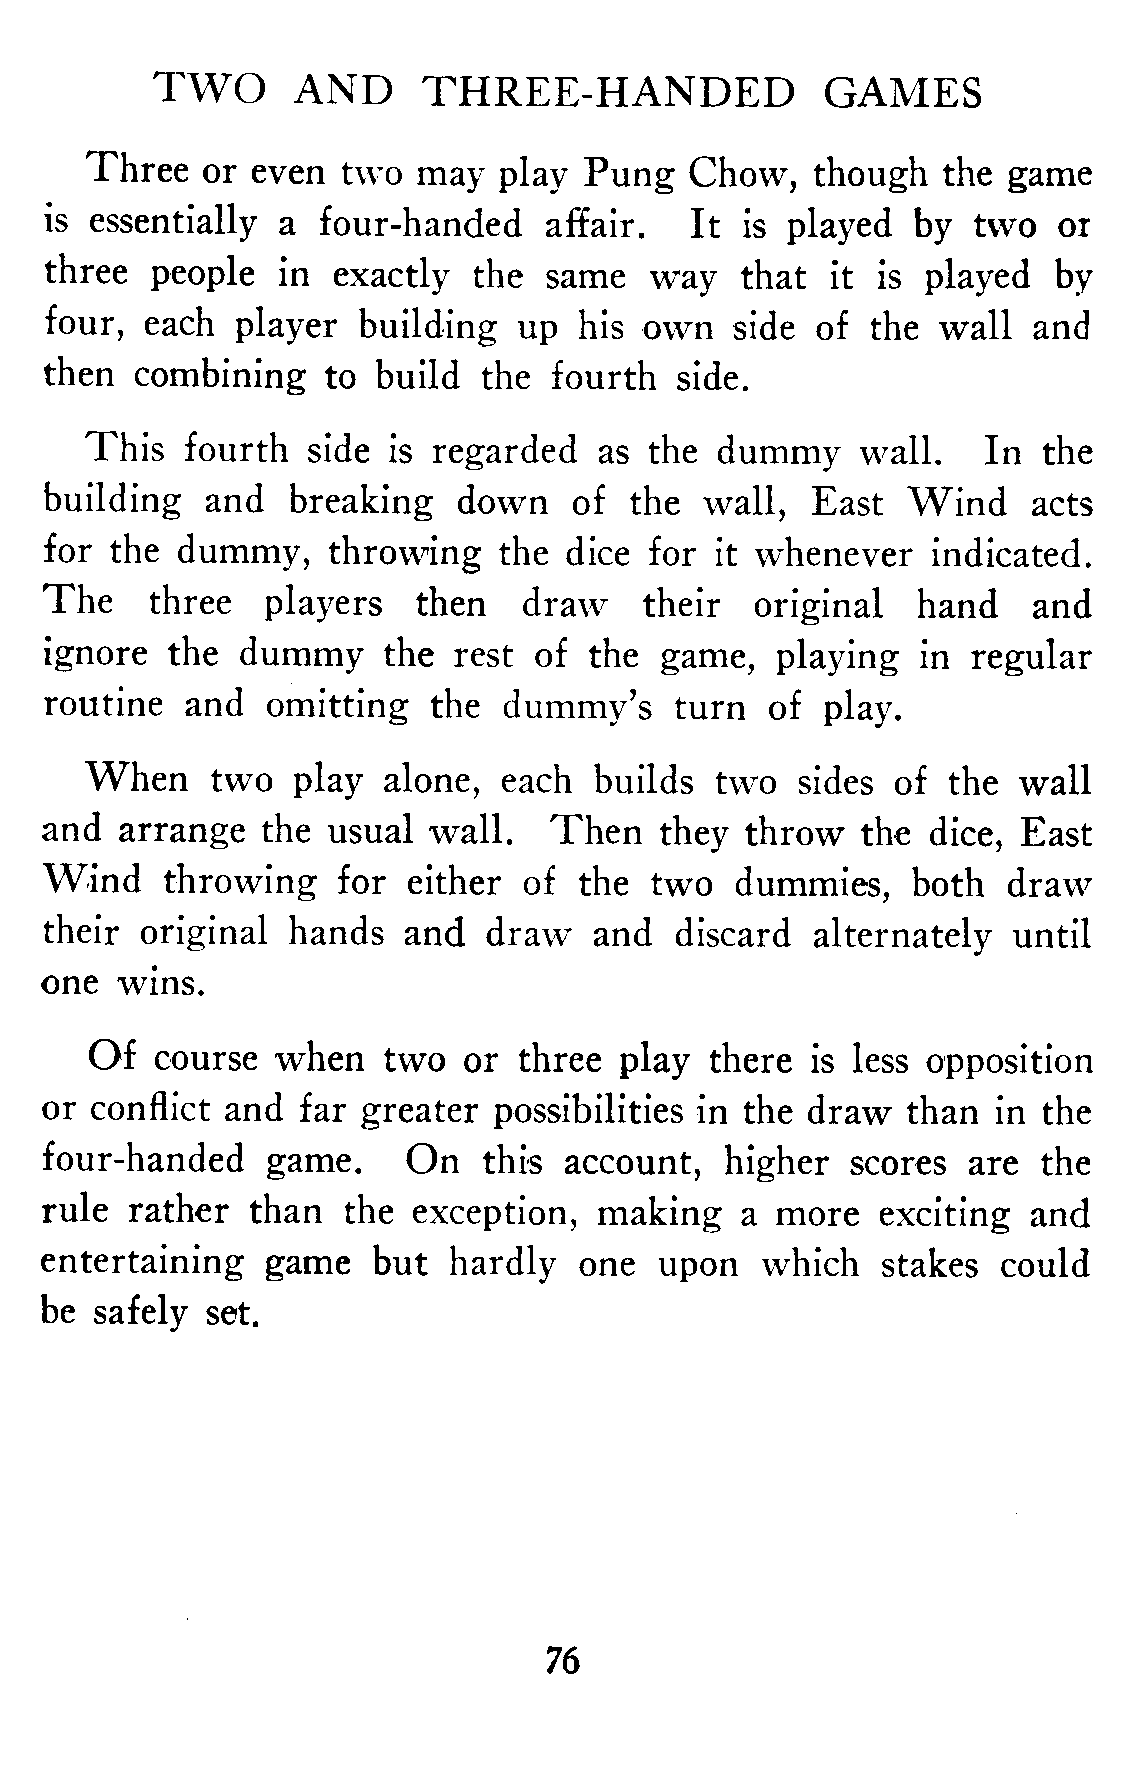 TWO AND THREE-HANDED GAMES
Three or even two may play Pung Chow, though the game
is essentially a four-handed affair. It is played by two or
three people in exactly the same way that it is played by
four, each player building up his own side of the wall and
then combining to build the fourth side.
This fourth side is regarded as the dummy wall. In the
building and breaking down of the wall, East Wind acts
for the dummy, throwing the dice for it whenever indicated.
The three players then draw their original hand and
ignore the dummy the rest of the game, playing in regular
routine and omitting the dummy's turn of play.
When two play alone, each builds two sides of the wall
and arrange the usual wall. Then they throw the dice, East
Wind throwing for either of the two dummies, both draw
their original hands and draw and discard alternately until
one wins.
Of course when two or three play there is less opposition
or conflict and far greater possibilities in the draw than in the
four-handed game. On this account, higher scores are the
rule rather than the exception, making a more exciting and
entertaining game but hardly one upon which stakes could
be safely set.
76